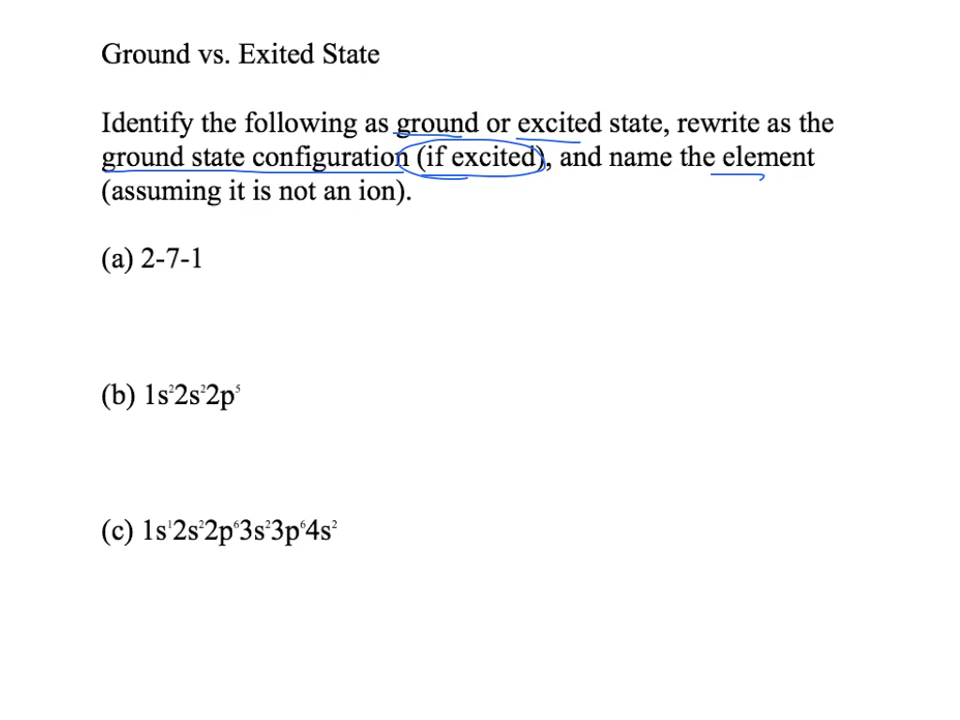 Ground vs. Exited State
Identify the following as ground or excited state, rewrite as the
ground state configuration (if excited), and name the element
(assuming it is not an ion).
(a) 2-7-1
(b) 1s²2s²2p⁵
(c) 1s¹2s²2p⁶3s²3p⁶4s²